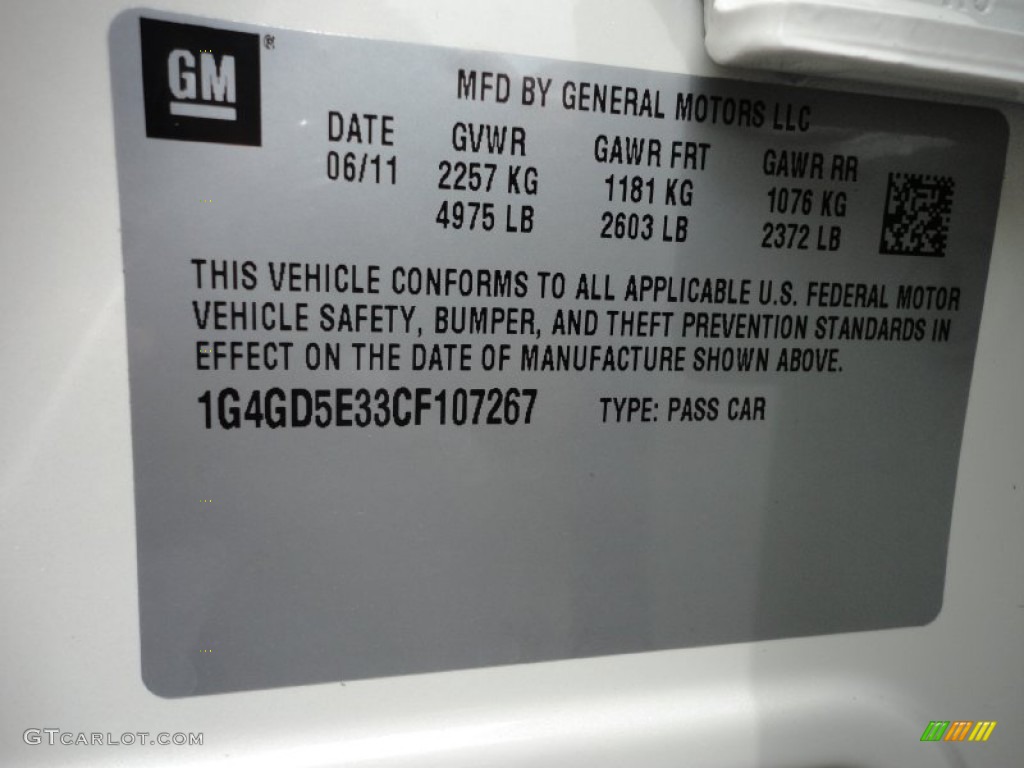 GM
MFD BY GENERAL MOTORS LLC
DATE GVWR GAWR FRT GAWR RR
06/11 2257 KG 1181 KG 1076 KG
4975 LB 2603 LB 2372 LB
THIS VEHICLE CONFORMS TO ALL APPLICABLE U.S. FEDERAL MOTOR
VEHICLE SAFETY, BUMPER, AND THEFT PREVENTION STANDARDS IN
EFFECT ON THE DATE OF MANUFACTURE SHOWN ABOVE.
1G4GD5E33CF107267 TYPE: PASS CAR
GTCARLOT.COM